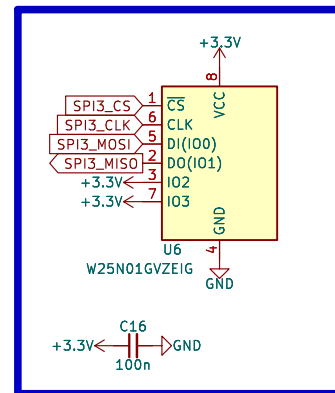 +3.3V
8
VCC
SPI3_CS 1 CS
SPI3_CLK 6 CLK
SPI3_MOSI 5 DI(IO0)
SPI3_MISO 2 DO(IO1)
+3.3V 3 IO2
+3.3V 7 IO3
GND
4
U6
W25N01GVZEIG
GND
C16
+3.3V GND
100n